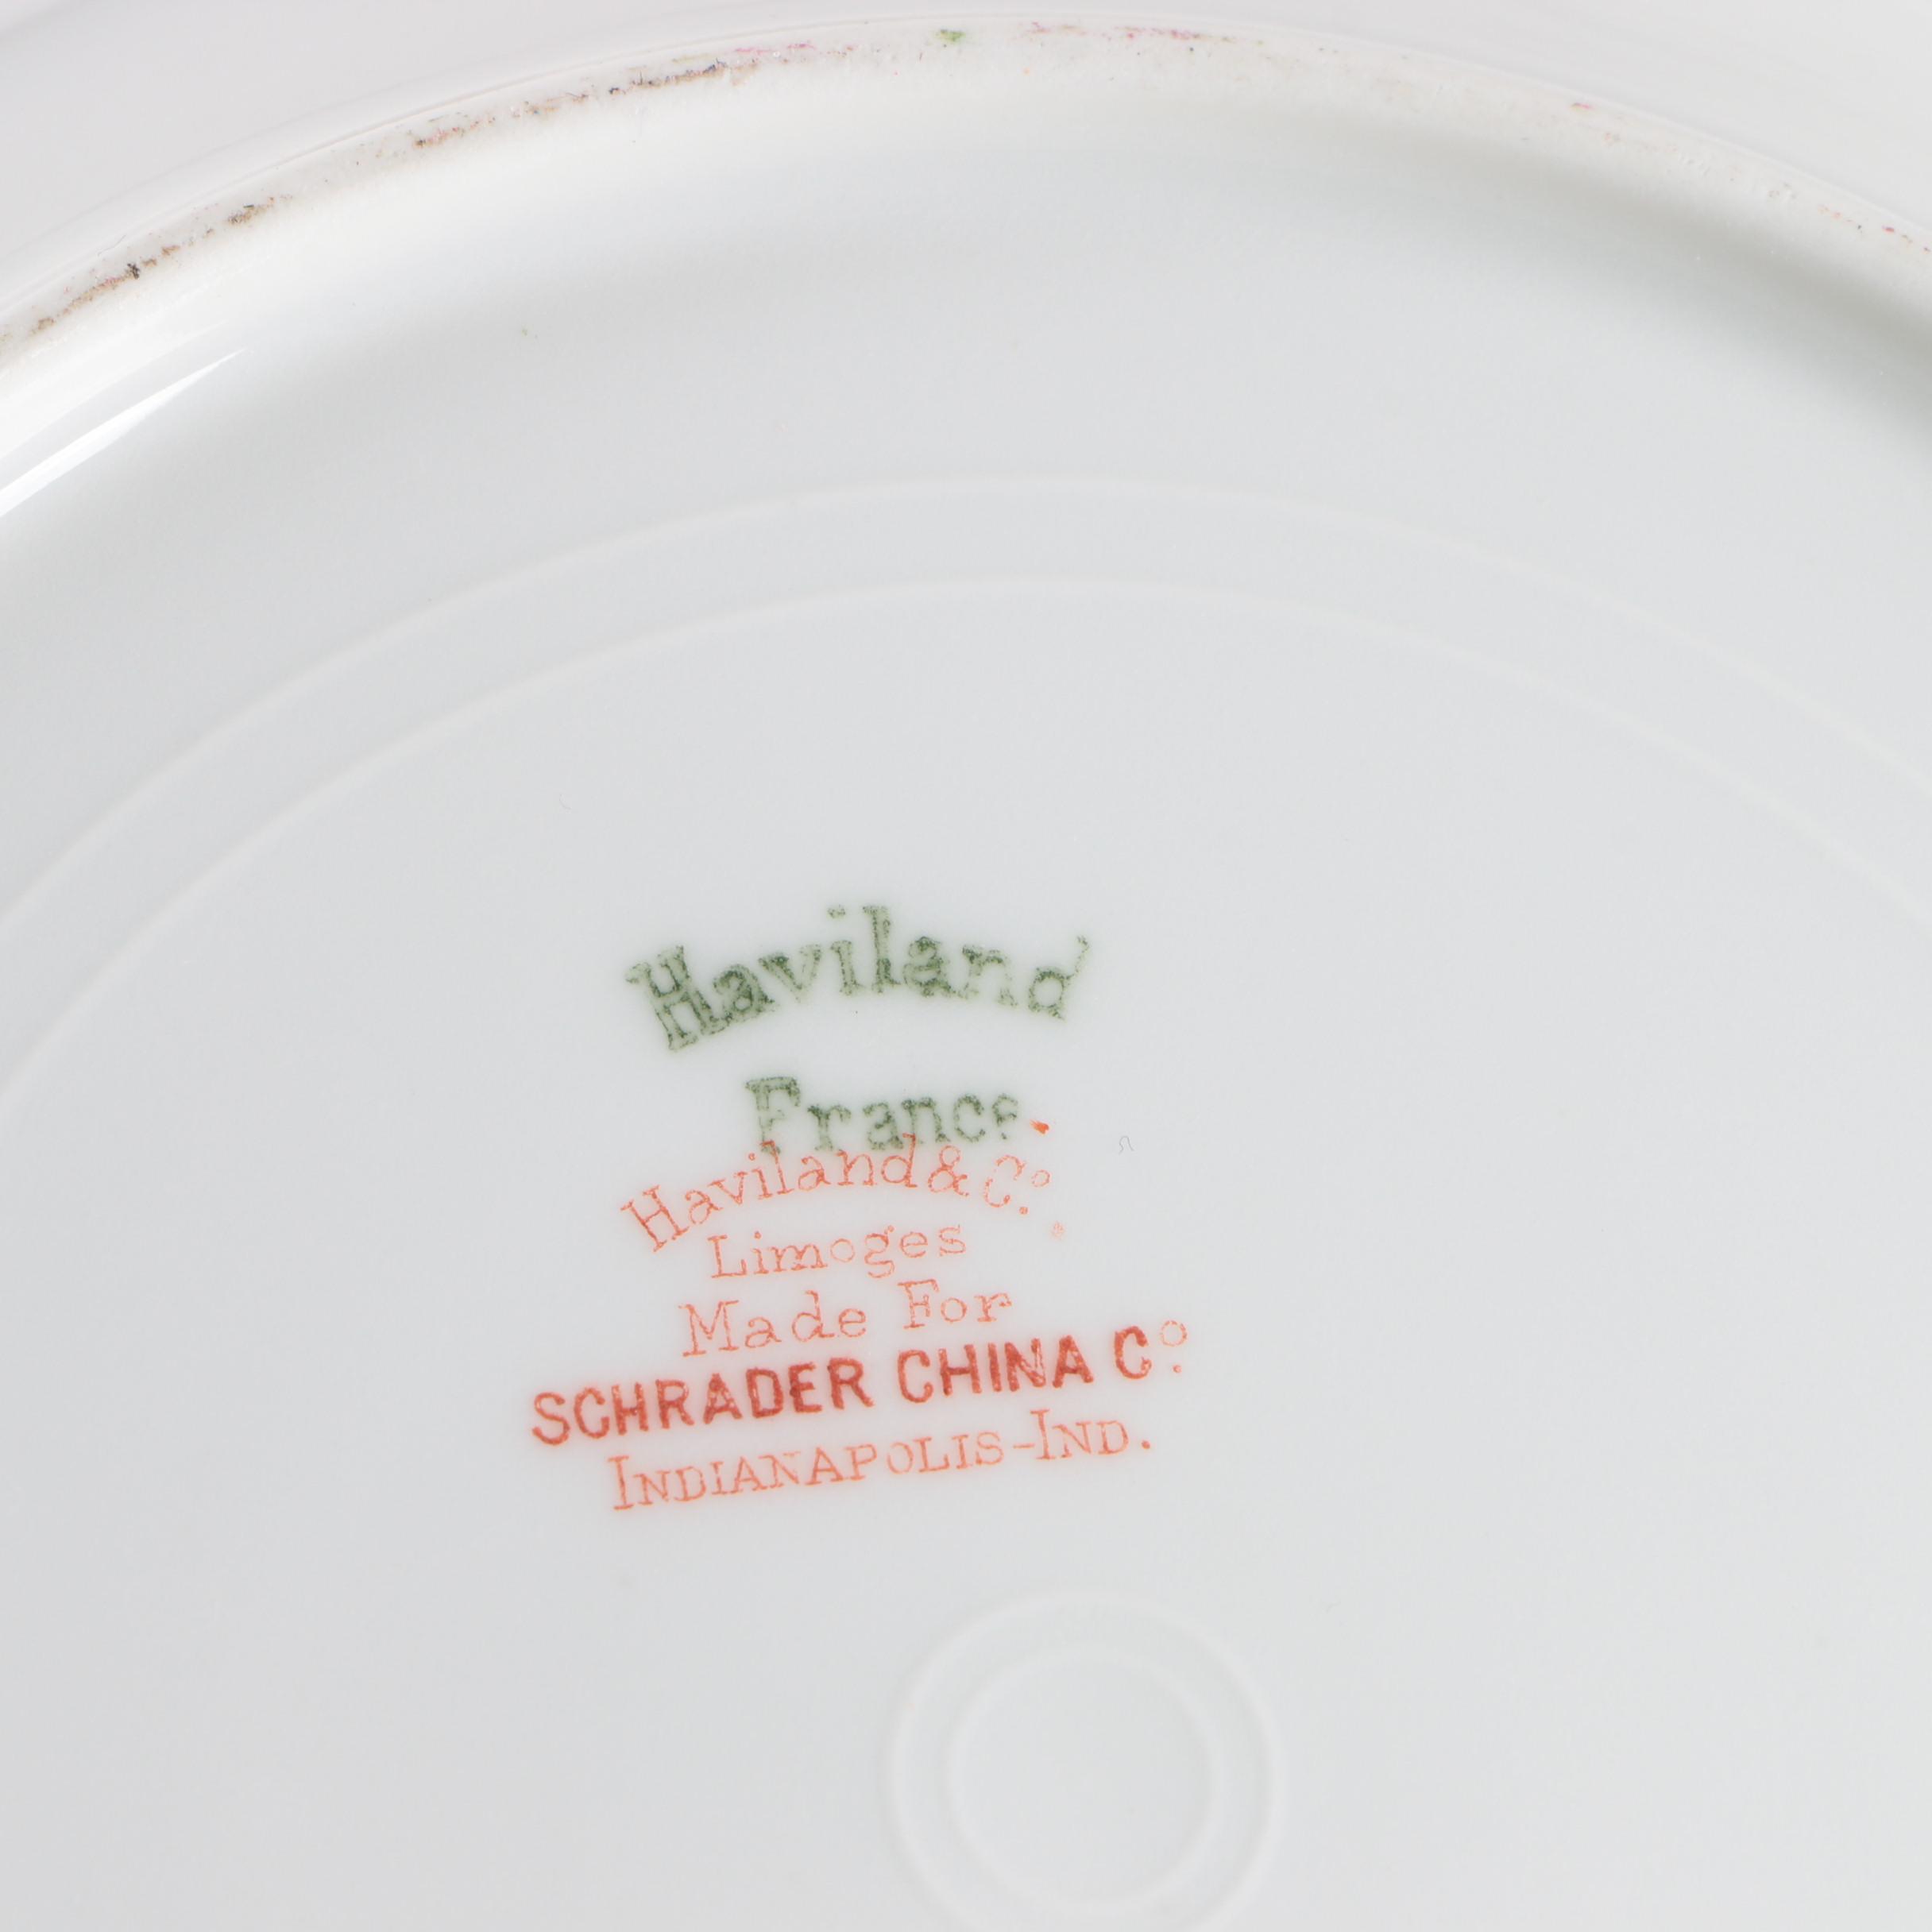 Haviland
France
Haviland & Co.
Limoges
Made For
SCHRADER CHINA Co.
INDIANAPOLIS-IND.